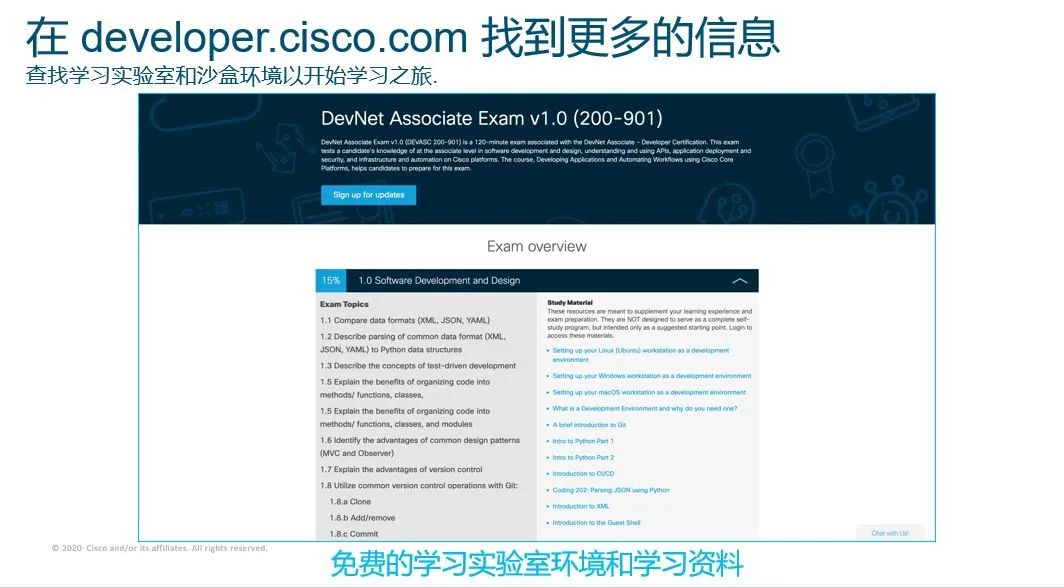 在 developer.cisco.com 找到更多的信息
查找学习实验室和沙盒环境以开始学习之旅.
DevNet Associate Exam v1.0 (200-901)
DevNet Associate Exam v1.0 (DEVASC 200-901) is a 120-minute exam associated with the DevNet Associate - Developer Certification. This exam
tests a candidate's knowledge of at the associate level in software development and design, understanding and using APIs, application deployment and
security, and infrastructure and automation on Cisco platforms. The course, Developing Applications and Automating Workflows using Cisco Core
Platforms, helps candidates to prepare for this exam.
Sign up for updates
Exam overview
15% 1.0 Software Development and Design
Exam Topics
1.1 Compare data formats (XML, JSON, YAML)
1.2 Describe parsing of common data format (XML,
JSON, YAML) to Python data structures
1.3 Describe the concepts of test-driven development
1.5 Explain the benefits of organizing code into
methods/ functions, classes,
1.5 Explain the benefits of organizing code into
methods/ functions, classes, and modules
1.6 Identify the advantages of common design patterns
(MVC and Observer)
1.7 Explain the advantages of version control
1.8 Utilize common version control operations with Git:
1.8.a Clone
1.8.b Add/remove
1.8.c Commit
Study Material
These resources are meant to supplement your learning experience and
exam preparation. They are NOT designed to serve as a complete self-
study program, but intended only as a suggested starting point. Login to
access these materials.
• Setting up your Linux (Ubuntu) workstation as a development
environment
• Setting up your Windows workstation as a development environment
• Setting up your macOS workstation as a development environment
• What is a Development Environment and why do you need one?
• A brief introduction to Git
• Intro to Python Part 1
• Intro to Python Part 2
• Introduction to CI/CD
• Coding 202: Parsing JSON using Python
• Introduction to XML
• Introduction to the Guest Shell
Chat with Us!
© 2020 Cisco and/or its affiliates. All rights reserved.
免费的学习实验室环境和学习资料